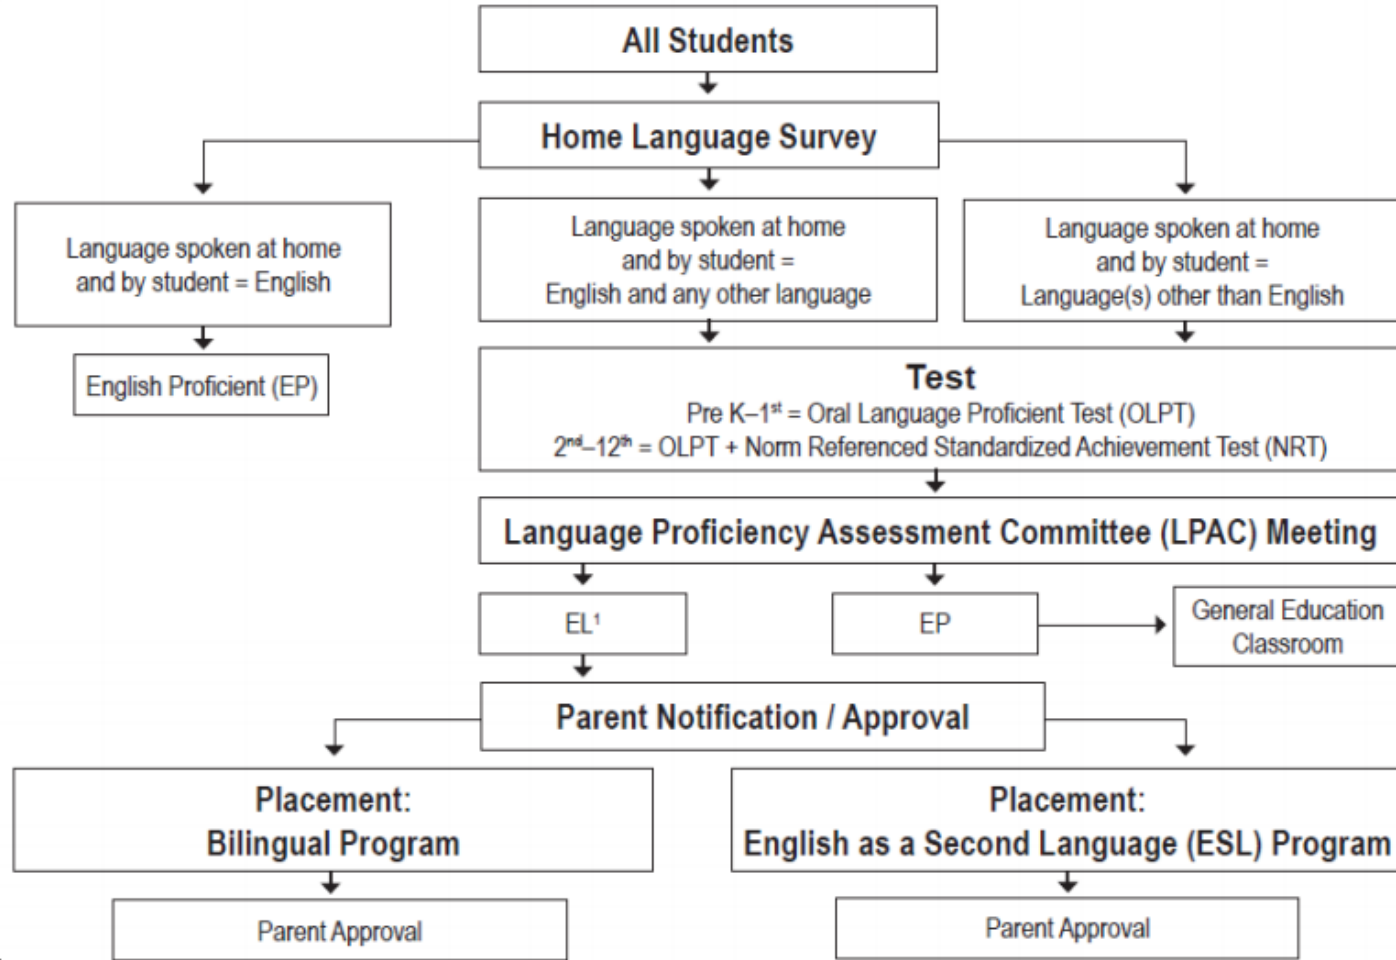 All Students
Home Language Survey
Language spoken at home
and by student = English
Language spoken at home
and by student =
English and any other language
Language spoken at home
and by student =
Language(s) other than English
English Proficient (EP)
Test
Pre K–1st = Oral Language Proficient Test (OLPT)
2nd–12th = OLPT + Norm Referenced Standardized Achievement Test (NRT)
Language Proficiency Assessment Committee (LPAC) Meeting
EL¹
EP
General Education
Classroom
Parent Notification / Approval
Placement:
Bilingual Program
Placement:
English as a Second Language (ESL) Program
Parent Approval
Parent Approval